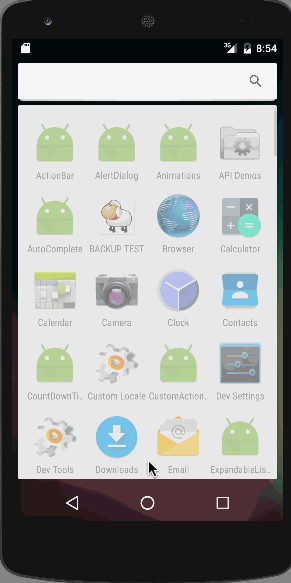 3G 8:54
ActionBar AlertDialog Animations API Demos
AutoComplete BACKUP TEST Browser Calculator
Calendar Camera Clock Contacts
CountDownTi.. Custom Locale CustomAction.. Dev Settings
Dev Tools Downloads Email ExpandableLis..